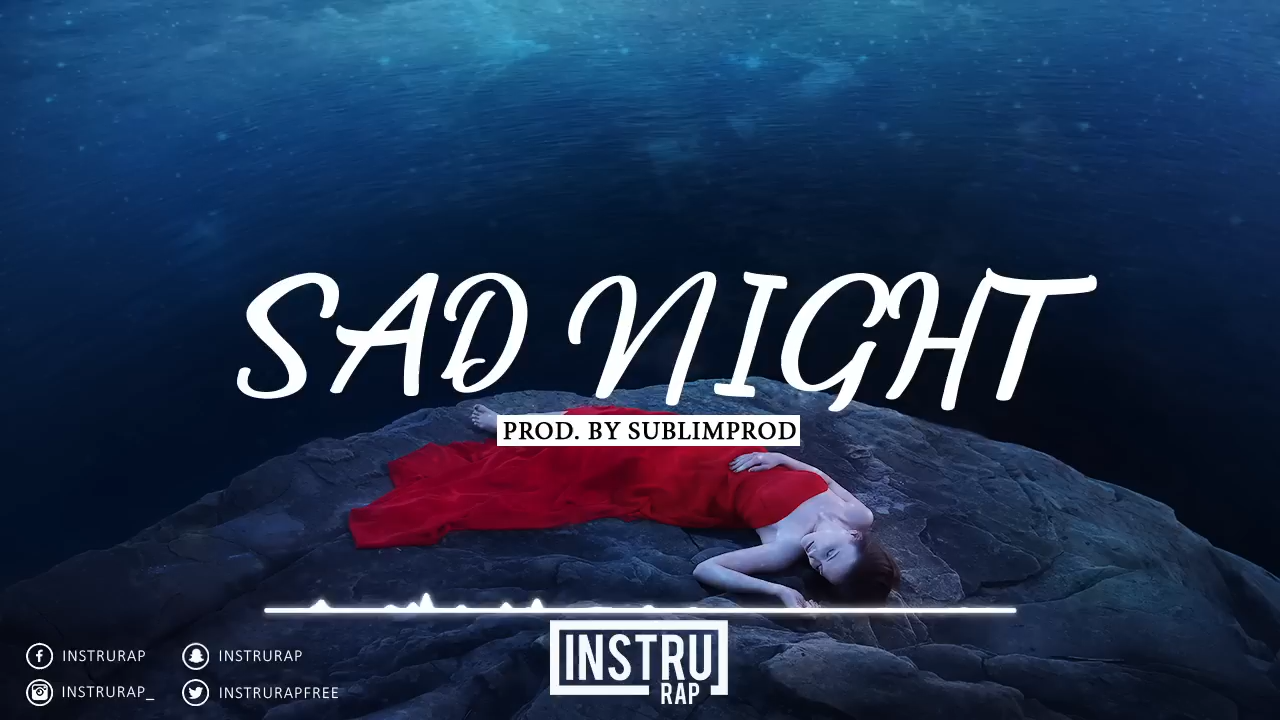 SAD NIGHT
PROD. BY SUBLIMPROD
INSTRU
RAP
INSTRURAP
INSTRURAP
INSTRURAP_
INSTRURAPFREE